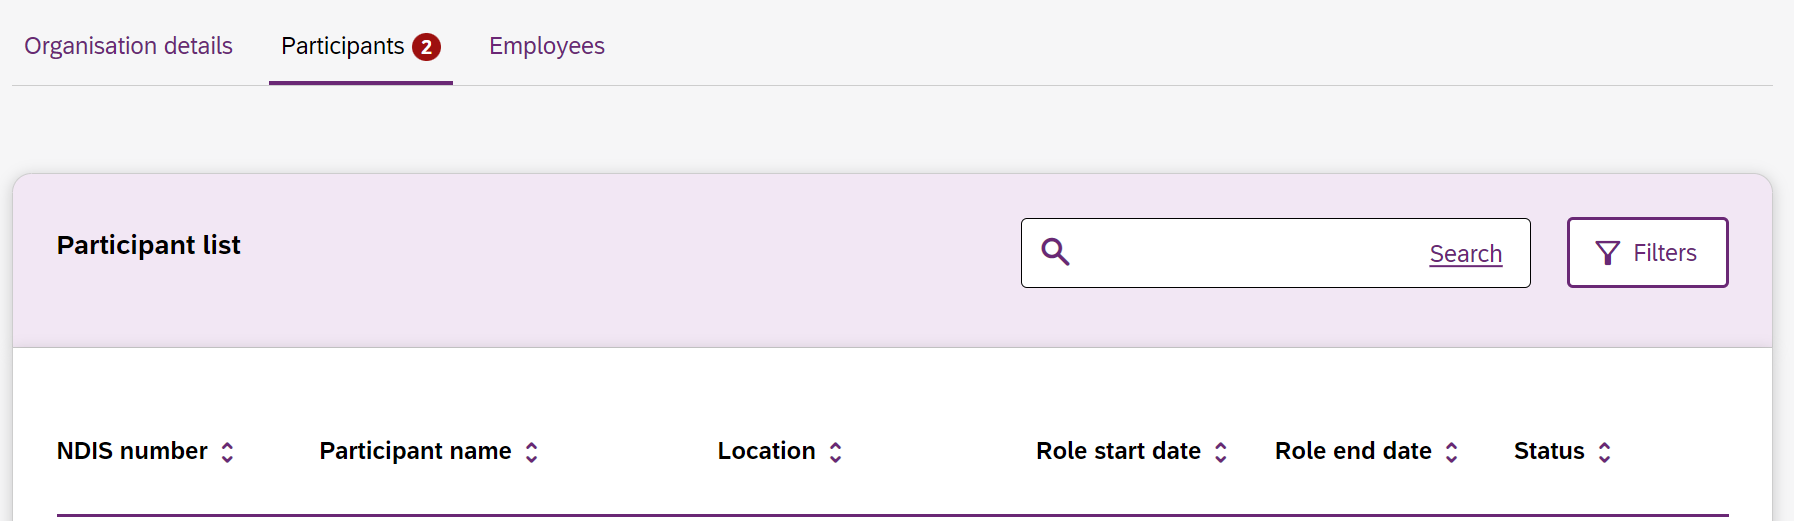 Organisation details Participants 2 Employees
Participant list
Search
Filters
NDIS number Participant name Location Role start date Role end date Status